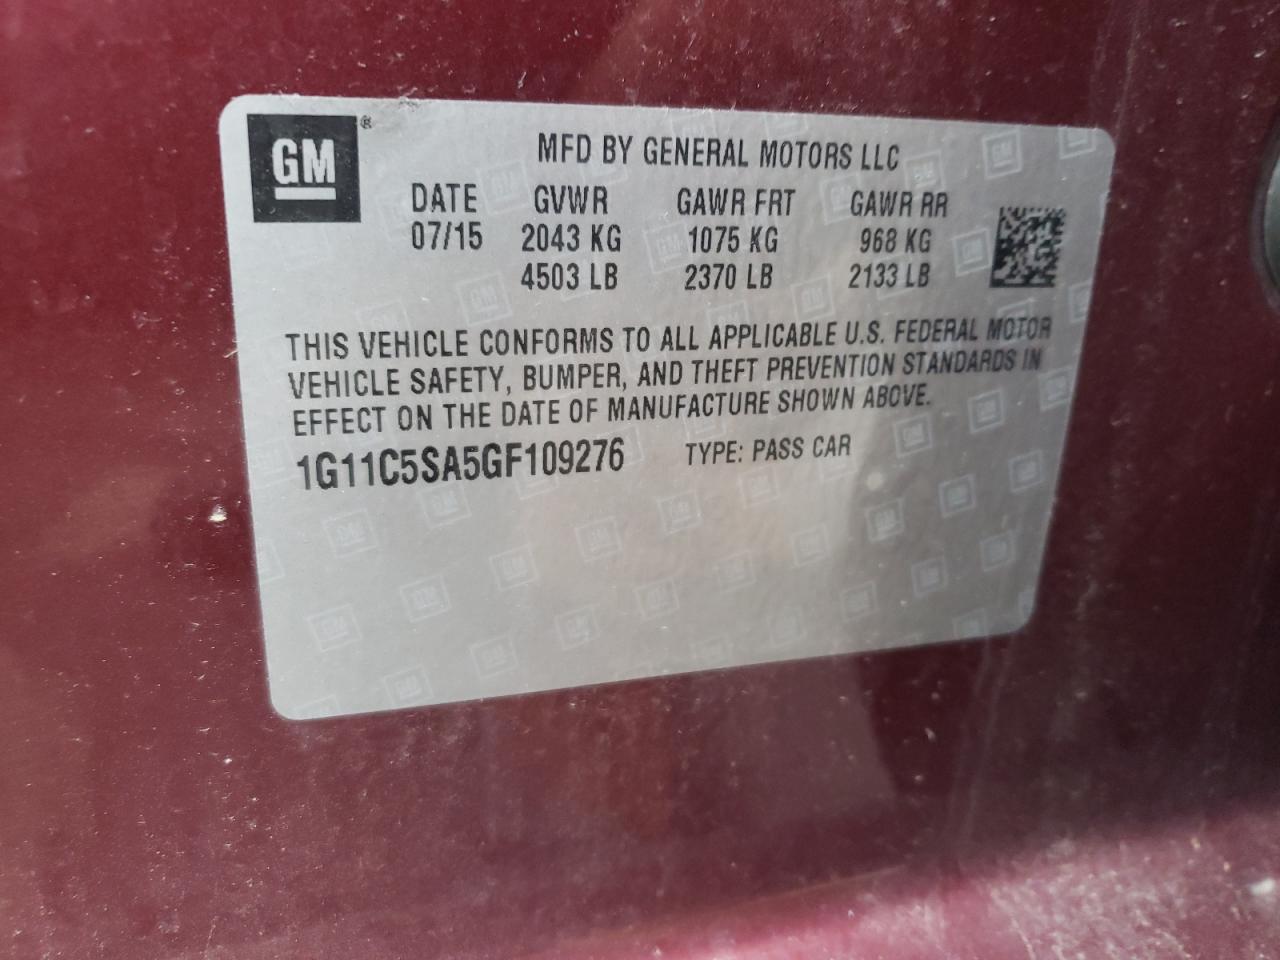 GM®
MFD BY GENERAL MOTORS LLC
DATE GVWR GAWR FRT GAWR RR
07/15 2043 KG 1075 KG 968 KG
4503 LB 2370 LB 2133 LB
THIS VEHICLE CONFORMS TO ALL APPLICABLE U.S. FEDERAL MOTOR
VEHICLE SAFETY, BUMPER, AND THEFT PREVENTION STANDARDS IN
EFFECT ON THE DATE OF MANUFACTURE SHOWN ABOVE.
1G11C5SA5GF109276 TYPE: PASS CAR